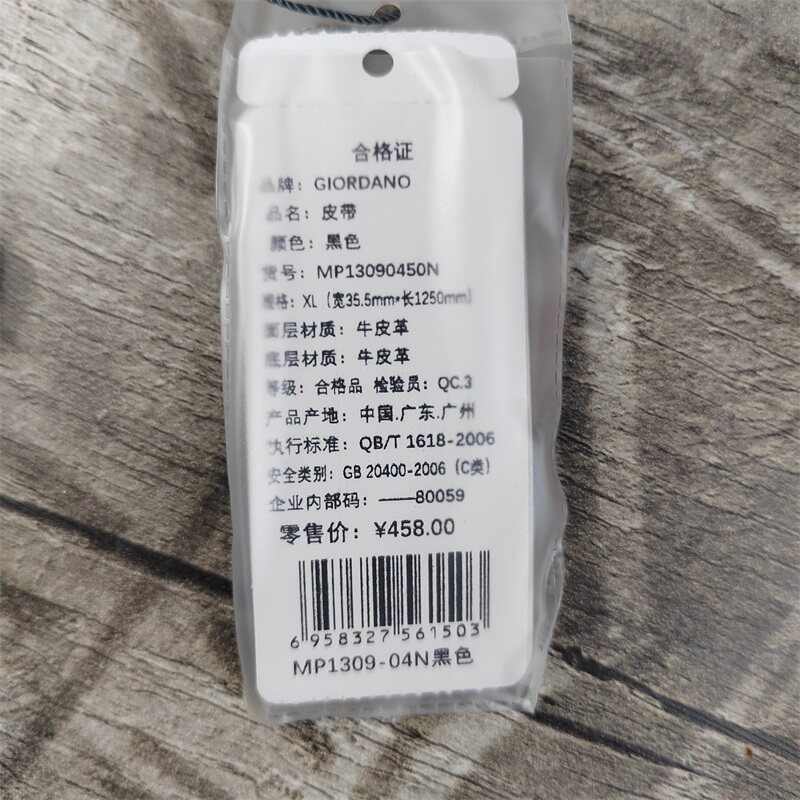 合格证
品牌：GIORDANO
品名：皮带
颜色：黑色
货号：MP13090450N
规格：XL（宽35.5mm*长1250mm）
面层材质：牛皮革
底层材质：牛皮革
等级：合格品 检验员：QC.3
产品产地：中国.广东.广州
执行标准：QB/T 1618-2006
安全类别：GB 20400-2006（C类）
企业内部码：——80059
零售价：¥458.00
6 958327 561503
MP1309-04N黑色